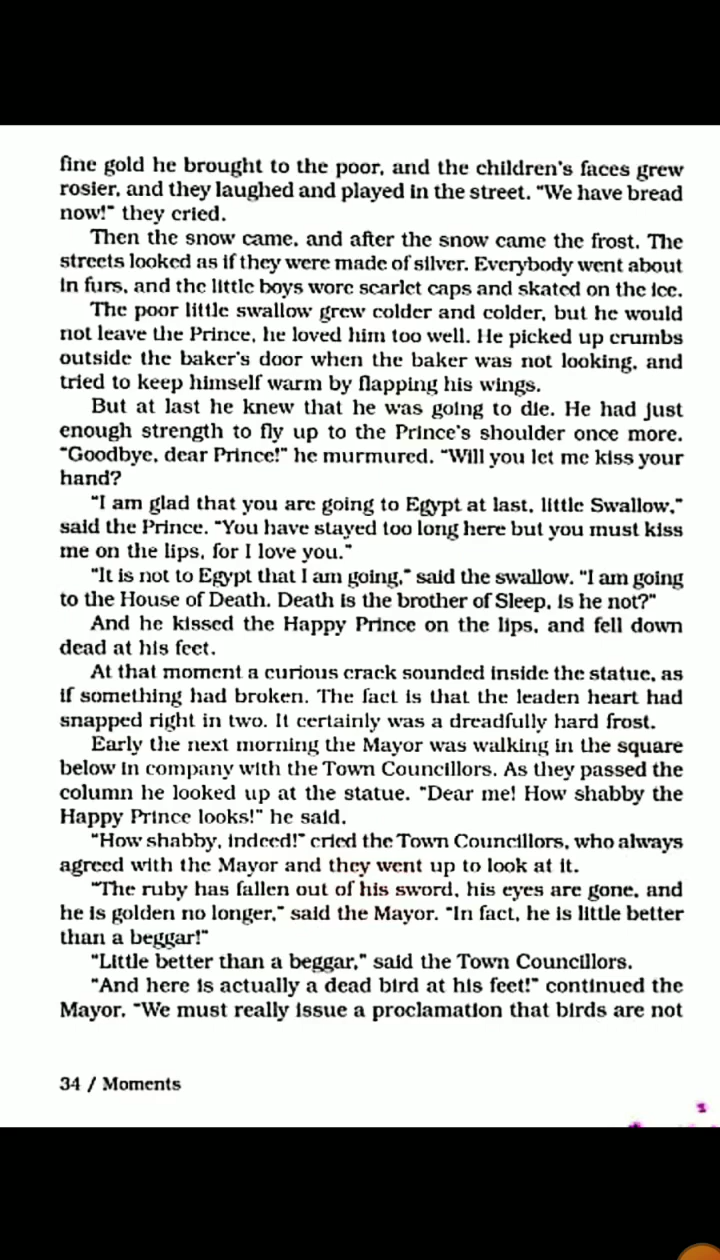 fine gold he brought to the poor, and the children's faces grew
rosier, and they laughed and played in the street. "We have bread
now!" they cried.
Then the snow came, and after the snow came the frost. The
streets looked as if they were made of silver. Everybody went about
in furs, and the little boys wore scarlet caps and skated on the ice.
The poor little swallow grew colder and colder, but he would
not leave the Prince, he loved him too well. He picked up crumbs
outside the baker's door when the baker was not looking, and
tried to keep himself warm by flapping his wings.
But at last he knew that he was going to die. He had just
enough strength to fly up to the Prince's shoulder once more.
"Goodbye, dear Prince!" he murmured. "Will you let me kiss your
hand?
"I am glad that you are going to Egypt at last, little Swallow,"
said the Prince. "You have stayed too long here but you must kiss
me on the lips, for I love you."
"It is not to Egypt that I am going," said the swallow. "I am going
to the House of Death. Death is the brother of Sleep, is he not?"
And he kissed the Happy Prince on the lips, and fell down
dead at his feet.
At that moment a curious crack sounded inside the statue, as
if something had broken. The fact is that the leaden heart had
snapped right in two. It certainly was a dreadfully hard frost.
Early the next morning the Mayor was walking in the square
below in company with the Town Councillors. As they passed the
column he looked up at the statue. "Dear me! How shabby the
Happy Prince looks!" he said.
"How shabby, indeed!" cried the Town Councillors, who always
agreed with the Mayor and they went up to look at it.
"The ruby has fallen out of his sword, his eyes are gone, and
he is golden no longer," said the Mayor. "In fact, he is little better
than a beggar!"
"Little better than a beggar," said the Town Councillors.
"And here is actually a dead bird at his feet!" continued the
Mayor. "We must really issue a proclamation that birds are not
34 / Moments